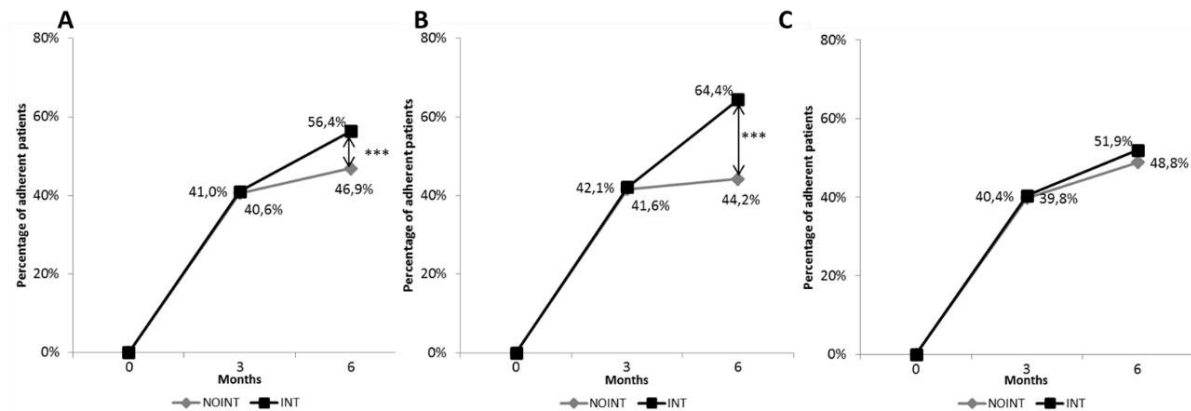 A
Percentage of adherent patients
80%
60%
40%
20%
0%
56,4%
***
46,9%
41,0%
40,6%
0 3 6
Months
NOINT INT
B
Percentage of adherent patients
80%
60%
40%
20%
0%
64,4%
***
44,2%
42,1%
41,6%
0 3 6
Months
NOINT INT
C
Percentage of adherent patients
80%
60%
40%
20%
0%
51,9%
48,8%
40,4% 39,8%
0 3 6
Months
NOINT INT